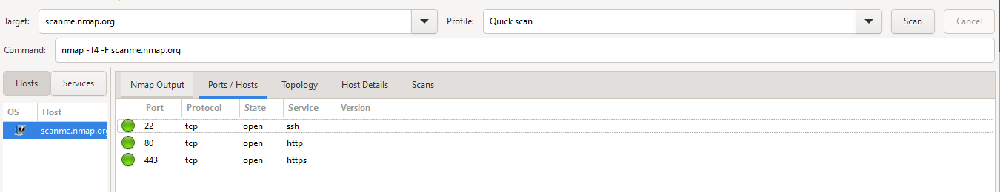 Target: scanme.nmap.org Profile: Quick scan Scan Cancel
Command: nmap -T4 -F scanme.nmap.org
Hosts Services Nmap Output Ports / Hosts Topology Host Details Scans
OS Host Port Protocol State Service Version
22 tcp open ssh
scanme.nmap.org 80 tcp open http
443 tcp open https